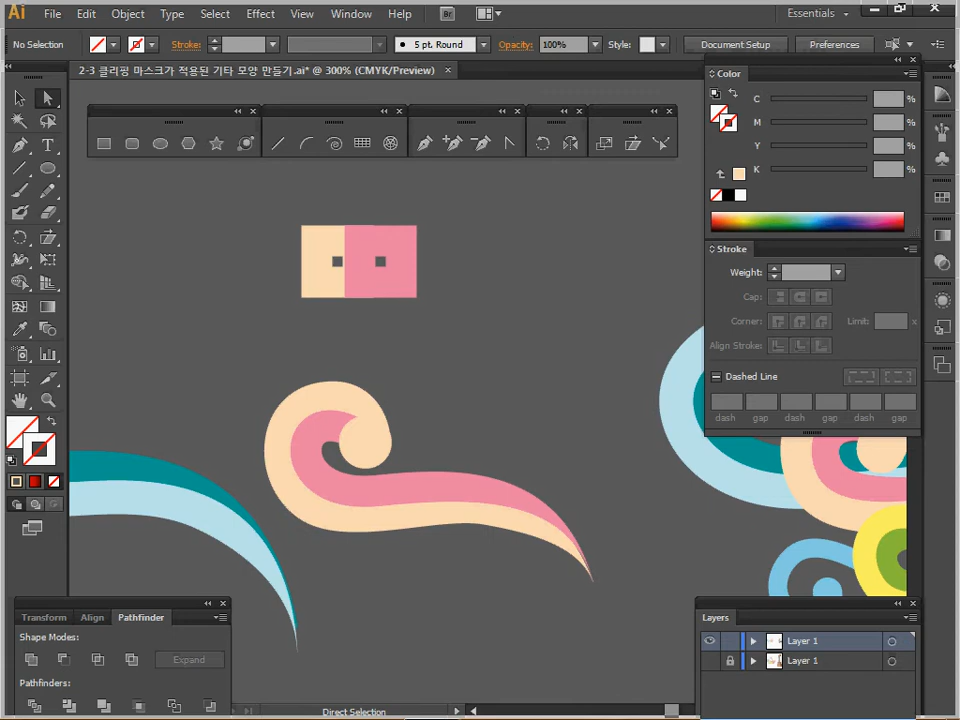 Ai File Edit Object Type Select Effect View Window Help Br Essentials
No Selection Stroke: 5 pt. Round Opacity: 100% Style: Document Setup Preferences
2-3 클리핑 마스크가 적용된 기타 모양 만들기.ai* @ 300% (CMYK/Preview) ×
Color
C %
M %
Y %
K %
Stroke
Weight:
Cap:
Corner: Limit: x
Align Stroke:
Dashed Line
dash gap dash gap dash gap
Transform Align Pathfinder
Shape Modes:
Expand
Pathfinders:
Layers
Layer 1
Layer 1
Direct Selection